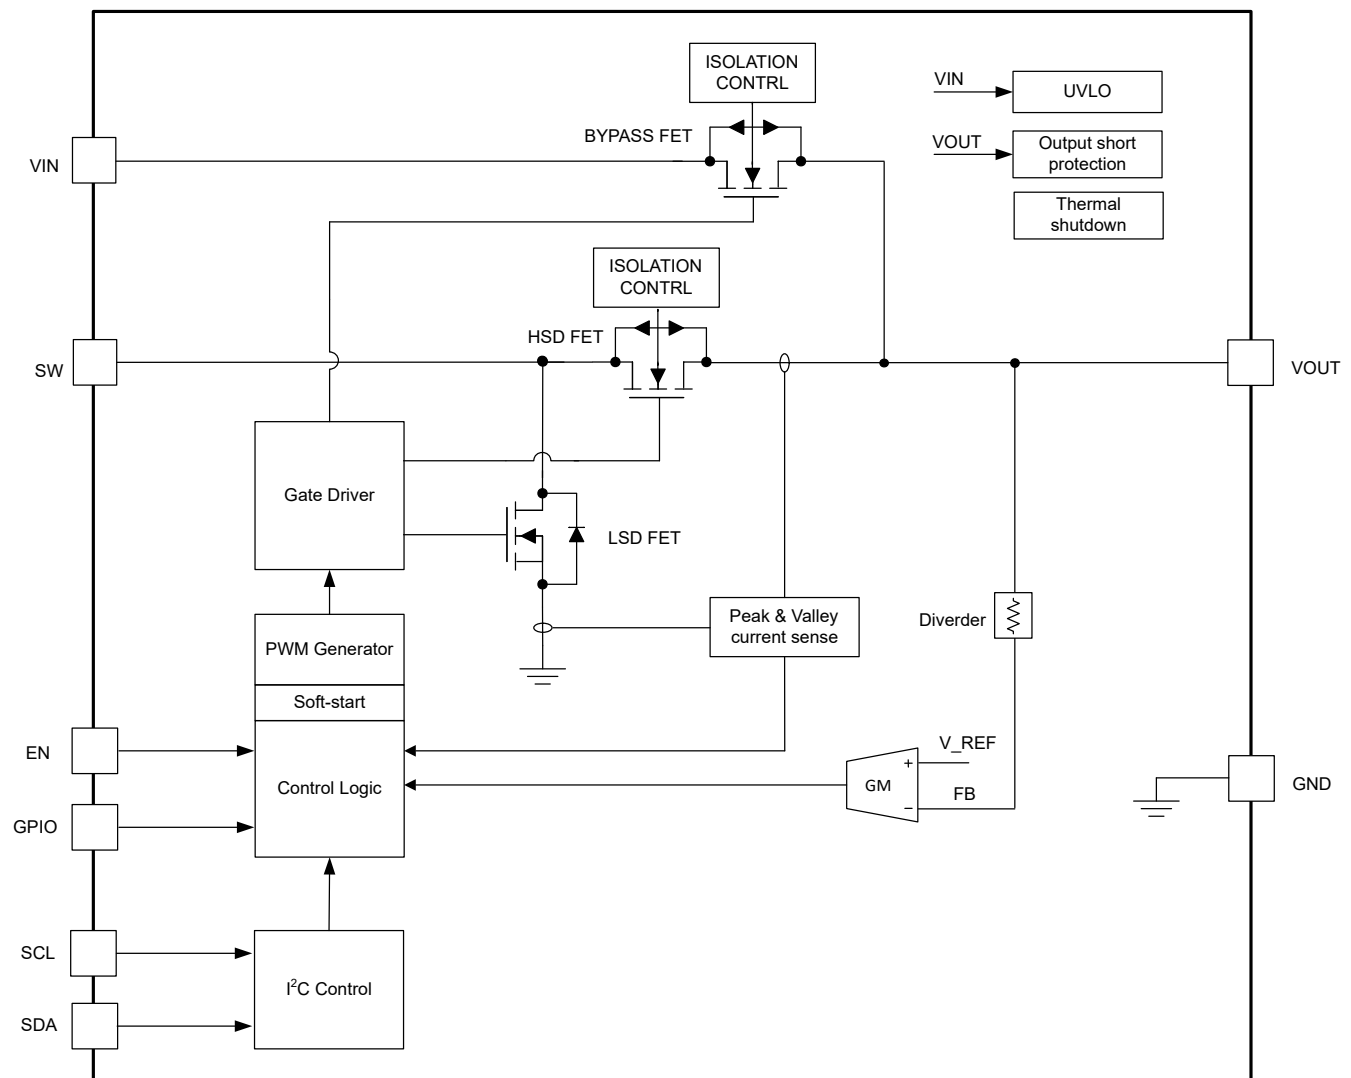 ISOLATION
CONTRL
VIN
UVLO
BYPASS FET
VOUT
Output short
protection
VIN
Thermal
shutdown
ISOLATION
CONTRL
HSD FET
SW
VOUT
Gate Driver
LSD FET
Peak & Valley
current sense
Diverder
PWM Generator
Soft-start
EN
V_REF
+
GM
Control Logic
FB
−
GND
GPIO
SCL
I²C Control
SDA